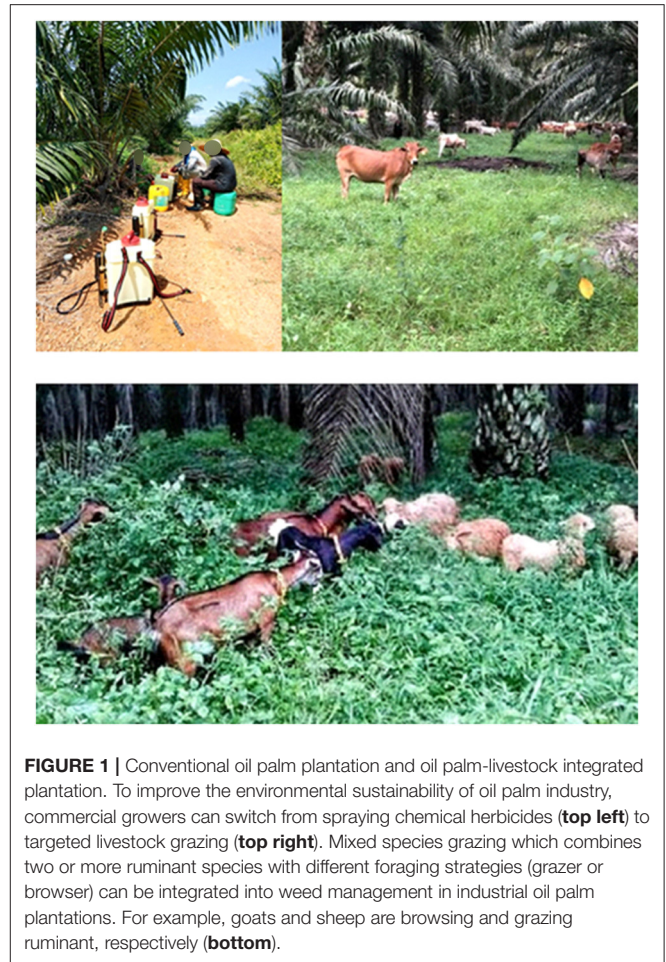 FIGURE 1 | Conventional oil palm plantation and oil palm-livestock integrated
plantation. To improve the environmental sustainability of oil palm industry,
commercial growers can switch from spraying chemical herbicides (top left) to
targeted livestock grazing (top right). Mixed species grazing which combines
two or more ruminant species with different foraging strategies (grazer or
browser) can be integrated into weed management in industrial oil palm
plantations. For example, goats and sheep are browsing and grazing
ruminant, respectively (bottom).